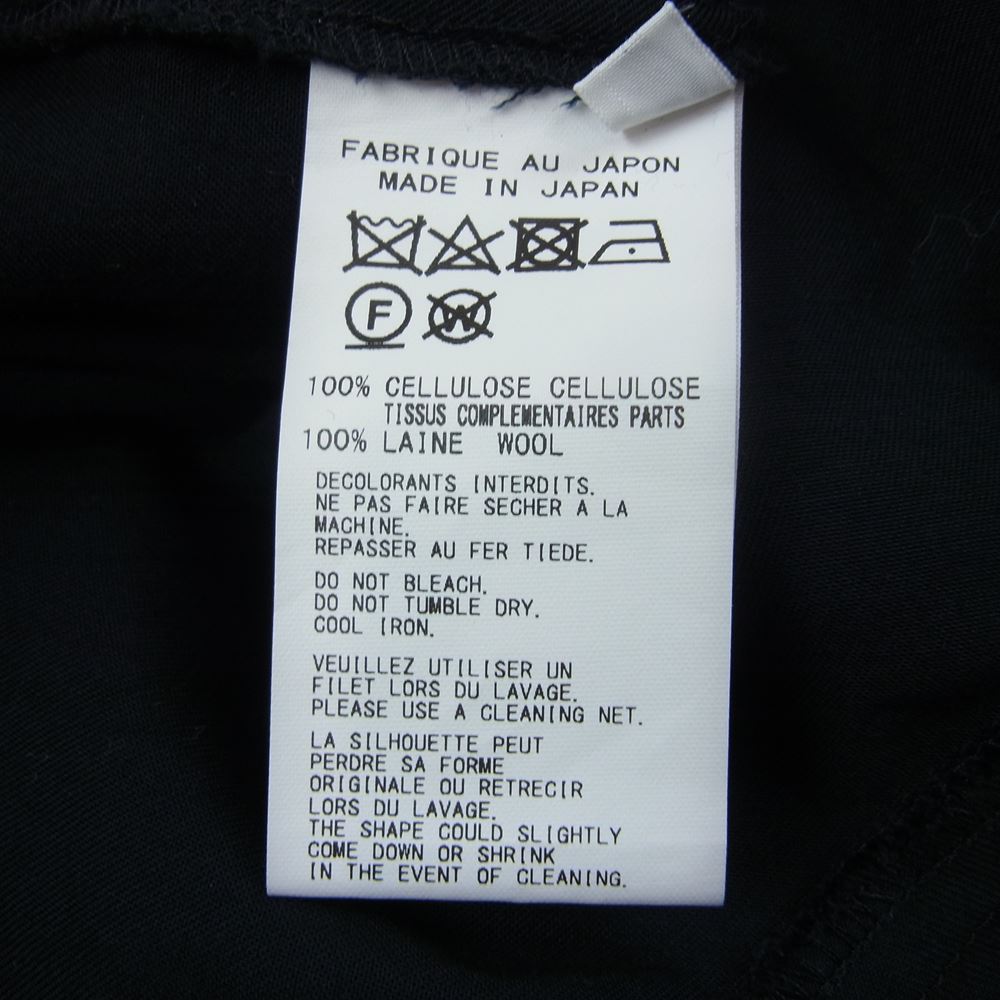 FABRIQUE AU JAPON
MADE IN JAPAN
F W
100% CELLULOSE CELLULOSE
TISSUS COMPLEMENTAIRES PARTS
100% LAINE WOOL
DECOLORANTS INTERDITS.
NE PAS FAIRE SECHER A LA
MACHINE.
REPASSER AU FER TIEDE.
DO NOT BLEACH.
DO NOT TUMBLE DRY.
COOL IRON.
VEUILLEZ UTILISER UN
FILET LORS DU LAVAGE.
PLEASE USE A CLEANING NET.
LA SILHOUETTE PEUT
PERDRE SA FORME
ORIGINALE OU RETRECIR
LORS DU LAVAGE.
THE SHAPE COULD SLIGHTLY
COME DOWN OR SHRINK
IN THE EVENT OF CLEANING.